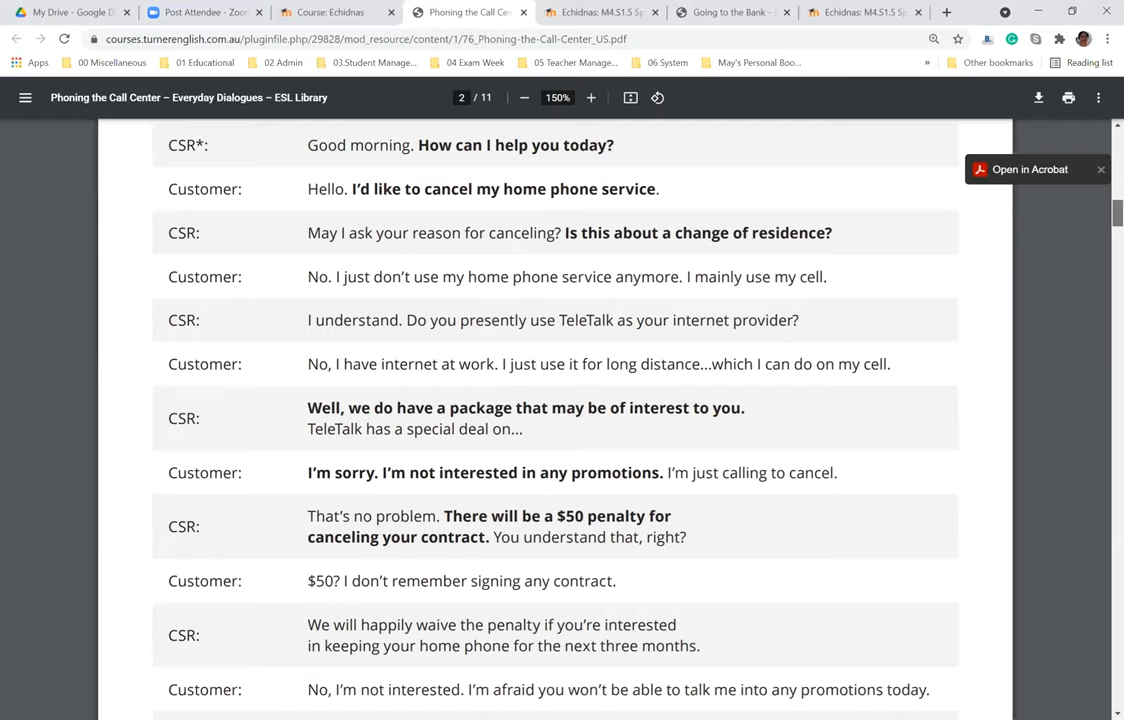 My Drive - Google D
Post Attendee - Zoo
Course: Echidnas
Phoning the Call Cen
Echidnas: M4.S1.5 Sp
Going to the Bank –
Echidnas: M4.S1.5 Sp
courses.turnerenglish.com.au/pluginfile.php/29828/mod_resource/content/1/76_Phoning-the-Call-Center_US.pdf
Apps 00 Miscellaneous 01 Educational 02 Admin 03.Student Manage... 04 Exam Week 05 Teacher Manage... 06 System May's Personal Boo... » Other bookmarks Reading list
Phoning the Call Center – Everyday Dialogues – ESL Library 2 / 11 — 150% +
Open in Acrobat
CSR*: Good morning. How can I help you today?
Customer: Hello. I'd like to cancel my home phone service.
CSR: May I ask your reason for canceling? Is this about a change of residence?
Customer: No. I just don't use my home phone service anymore. I mainly use my cell.
CSR: I understand. Do you presently use TeleTalk as your internet provider?
Customer: No, I have internet at work. I just use it for long distance...which I can do on my cell.
CSR: Well, we do have a package that may be of interest to you.
TeleTalk has a special deal on...
Customer: I'm sorry. I'm not interested in any promotions. I'm just calling to cancel.
CSR: That's no problem. There will be a $50 penalty for
canceling your contract. You understand that, right?
Customer: $50? I don't remember signing any contract.
CSR: We will happily waive the penalty if you're interested
in keeping your home phone for the next three months.
Customer: No, I'm not interested. I'm afraid you won't be able to talk me into any promotions today.